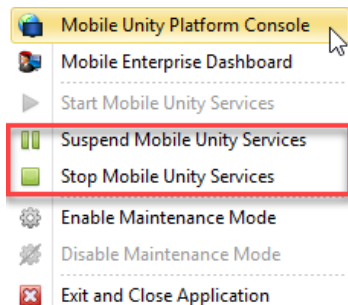 Mobile Unity Platform Console
Mobile Enterprise Dashboard
Start Mobile Unity Services
Suspend Mobile Unity Services
Stop Mobile Unity Services
Enable Maintenance Mode
Disable Maintenance Mode
Exit and Close Application